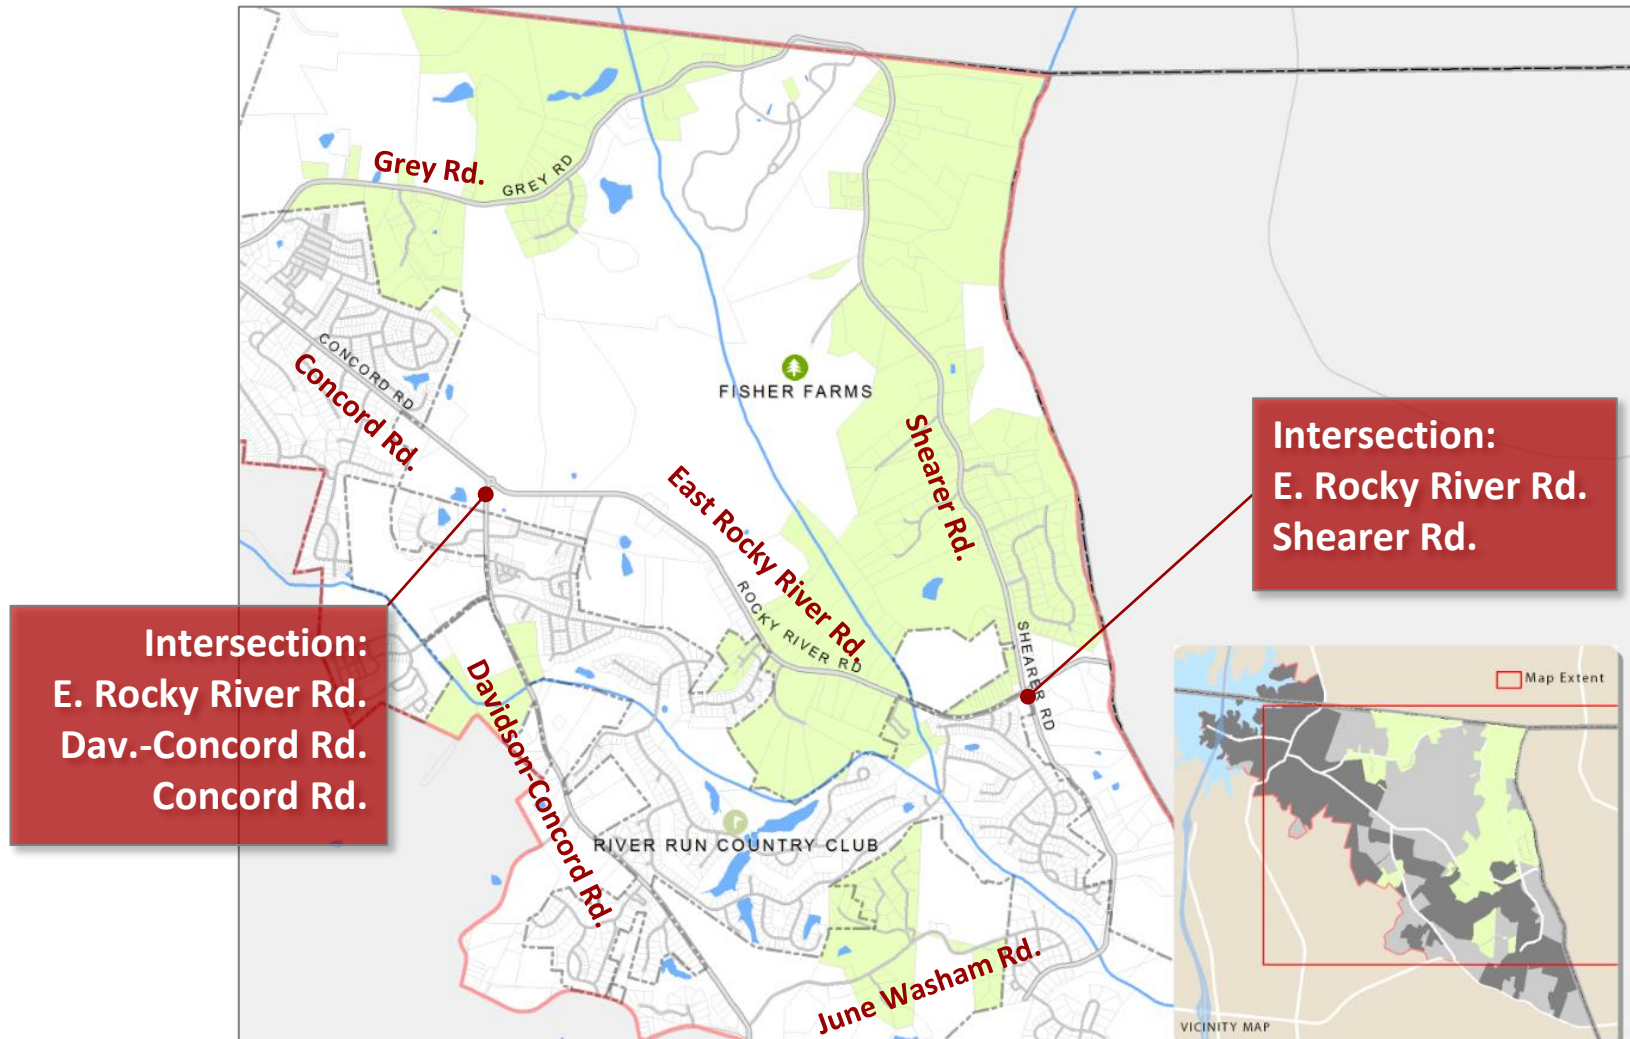 Grey Rd.
GREY RD
CONCORD RD
Concord Rd.
FISHER FARMS
Shearer Rd.
East Rocky River Rd.
ROCKY RIVER RD
SHEARER RD
Intersection:
E. Rocky River Rd.
Shearer Rd.
Intersection:
E. Rocky River Rd.
Dav.-Concord Rd.
Concord Rd.
Davidson-Concord Rd.
RIVER RUN COUNTRY CLUB
June Washam Rd.
Map Extent
VICINITY MAP